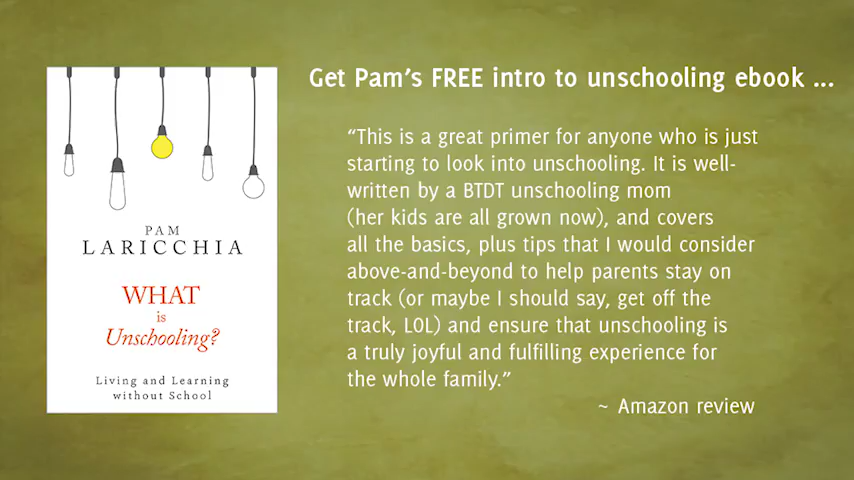 Get Pam's FREE intro to unschooling ebook ...
PAM
LARICCHIA
WHAT
is
Unschooling?
Living and Learning
without School
“This is a great primer for anyone who is just
starting to look into unschooling. It is well-
written by a BTDT unschooling mom
(her kids are all grown now), and covers
all the basics, plus tips that I would consider
above-and-beyond to help parents stay on
track (or maybe I should say, get off the
track, LOL) and ensure that unschooling is
a truly joyful and fulfilling experience for
the whole family.”
~ Amazon review